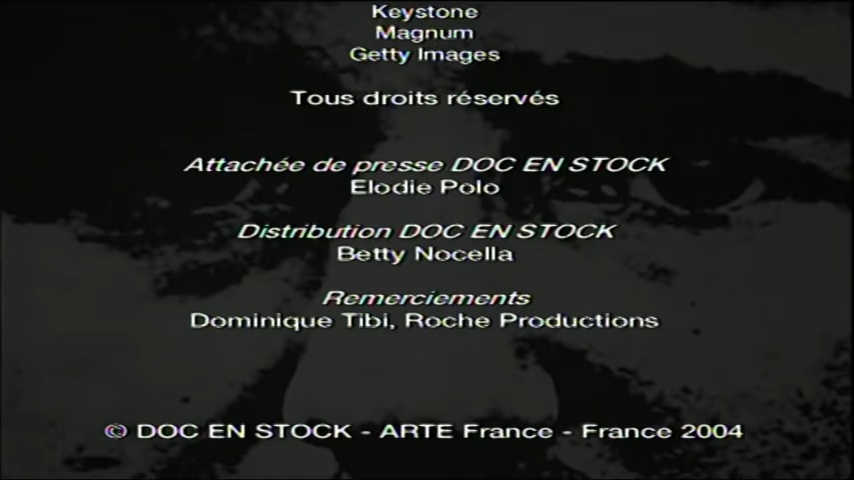 Keystone
Magnum
Getty Images
Tous droits réservés
Attachée de presse DOC EN STOCK
Elodie Polo
Distribution DOC EN STOCK
Betty Nocella
Remerciements
Dominique Tibi, Roche Productions
© DOC EN STOCK - ARTE France - France 2004